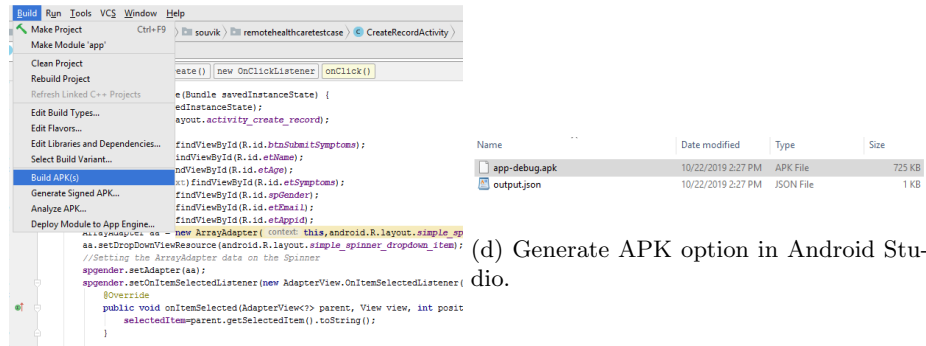 Build Run Tools VCS Window Help
Make Project Ctrl+F9
souvik remotehealthcaretestcase CreateRecordActivity
Make Module 'app'
Clean Project
eate() new OnClickListener onClick()
Rebuild Project
Refresh Linked C++ Projects
e(Bundle savedInstanceState) {
edInstanceState);
Edit Build Types...
ayout.activity_create_record);
Edit Flavors...
Edit Libraries and Dependencies...
findViewById(R.id.btnSubmitSymptoms);
Select Build Variant...
indViewById(R.id.etName);
ndViewById(R.id.etAge);
Build APK(s)
xt)findViewById(R.id.etSymptoms);
Generate Signed APK...
findViewById(R.id.spGender);
Analyze APK...
findViewById(R.id.etEmail);
Deploy Module to App Engine...
findViewById(R.id.etAppid);
ArrayAdapter aa = new ArrayAdapter( context: this,android.R.layout.simple_sp
aa.setDropDownViewResource(android.R.layout.simple_spinner_dropdown_item);
//Setting the ArrayAdapter data on the Spinner
spgender.setAdapter(aa);
spgender.setOnItemSelectedListener(new AdapterView.OnItemSelectedListener(
@Override
public void onItemSelected(AdapterView<?> parent, View view, int posit
selectedItem=parent.getSelectedItem().toString();
}
Name Date modified Type Size
app-debug.apk 10/22/2019 2:27 PM APK File 725 KB
output.json 10/22/2019 2:27 PM JSON File 1 KB
(d) Generate APK option in Android Stu-
dio.